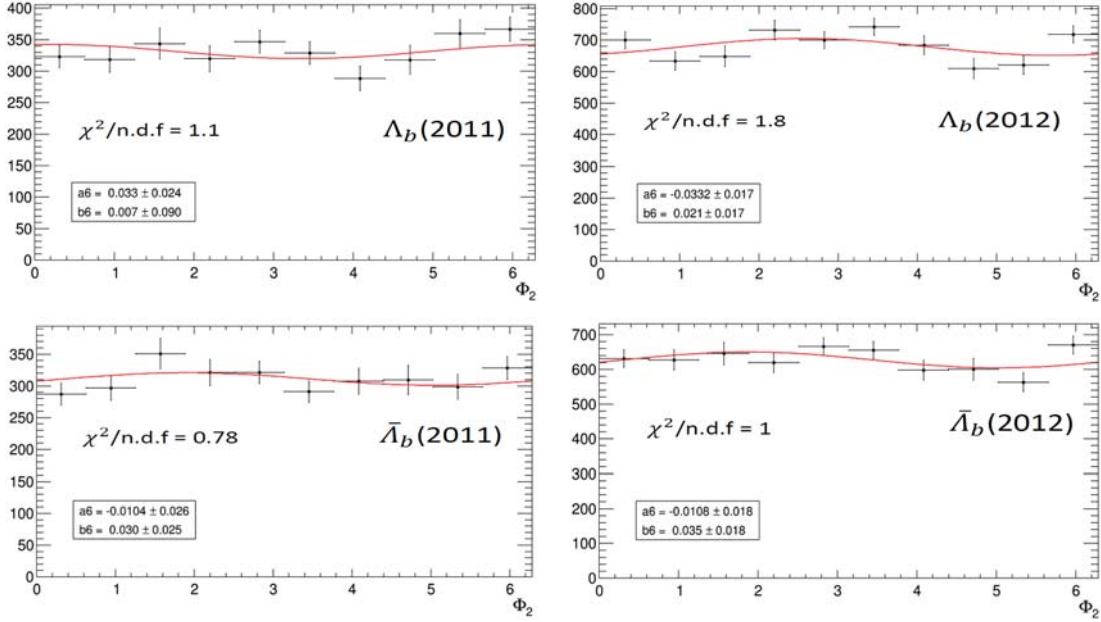 400
350
300
250
200
150
100
50
0
χ²/n.d.f = 1.1
Λb(2011)
a6 = 0.033 ± 0.024
b6 = 0.007 ± 0.090
0 1 2 3 4 5 6
Φ2
800
700
600
500
400
300
200
100
0
χ²/n.d.f = 1.8
Λb(2012)
a6 = -0.0332 ± 0.017
b6 = 0.021 ± 0.017
0 1 2 3 4 5 6
Φ2
350
300
250
200
150
100
50
0
χ²/n.d.f = 0.78
Λ̄b(2011)
a6 = -0.0104 ± 0.026
b6 = 0.030 ± 0.025
0 1 2 3 4 5 6
Φ2
700
600
500
400
300
200
100
0
χ²/n.d.f = 1
Λ̄b(2012)
a6 = -0.0108 ± 0.018
b6 = 0.035 ± 0.018
0 1 2 3 4 5 6
Φ2